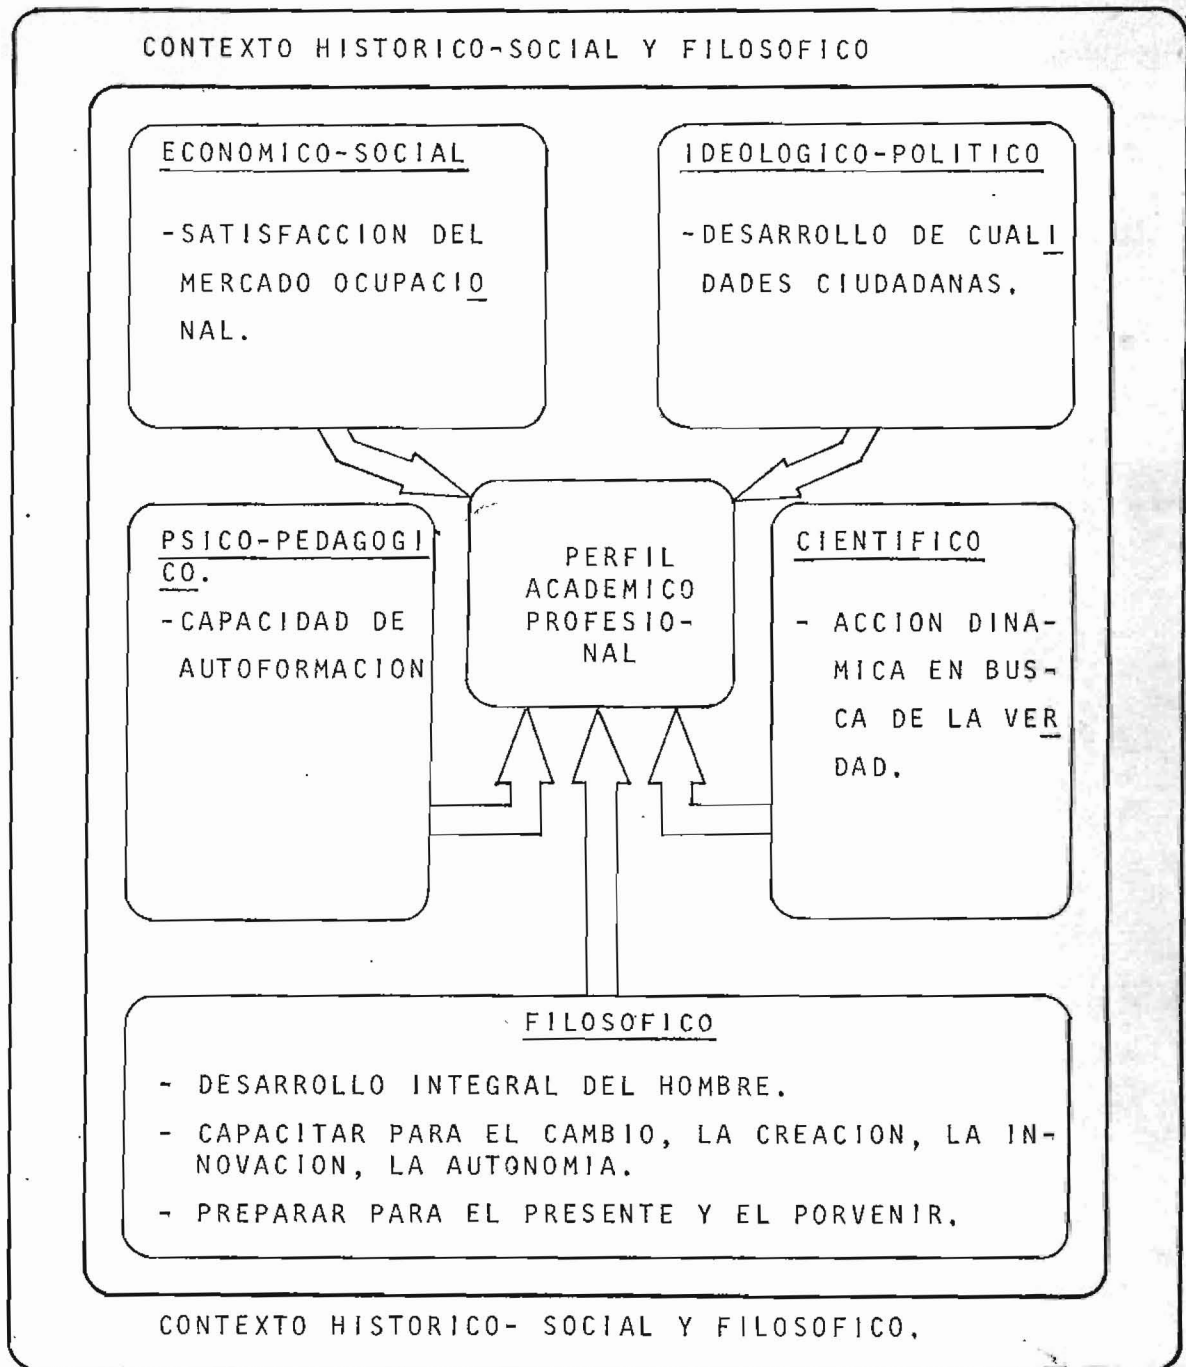 CONTEXTO HISTORICO-SOCIAL Y FILOSOFICO
ECONOMICO-SOCIAL
-SATISFACCION DEL
MERCADO OCUPACIO
NAL.
IDEOLOGICO-POLITICO
-DESARROLLO DE CUALI
DADES CIUDADANAS.
PSICO-PEDAGOGI
CO.
-CAPACIDAD DE
AUTOFORMACION
PERFIL
ACADEMICO
PROFESIO-
NAL
CIENTIFICO
- ACCION DINA-
MICA EN BUS-
CA DE LA VER
DAD.
FILOSOFICO
- DESARROLLO INTEGRAL DEL HOMBRE.
- CAPACITAR PARA EL CAMBIO, LA CREACION, LA IN-
NOVACION, LA AUTONOMIA.
- PREPARAR PARA EL PRESENTE Y EL PORVENIR.
CONTEXTO HISTORICO- SOCIAL Y FILOSOFICO.